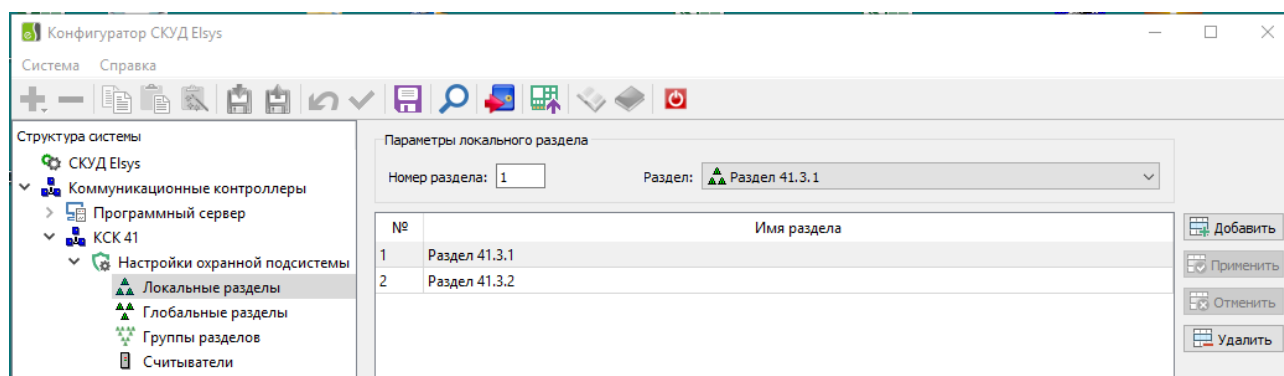 Конфигуратор СКУД Elsys
Система Справка
Структура системы
СКУД Elsys
Коммуникационные контроллеры
Программный сервер
КСК 41
Настройки охранной подсистемы
Локальные разделы
Глобальные разделы
Группы разделов
Считыватели
Параметры локального раздела
Номер раздела: 1 Раздел: Раздел 41.3.1
№ Имя раздела
1 Раздел 41.3.1
2 Раздел 41.3.2
Добавить
Применить
Отменить
Удалить